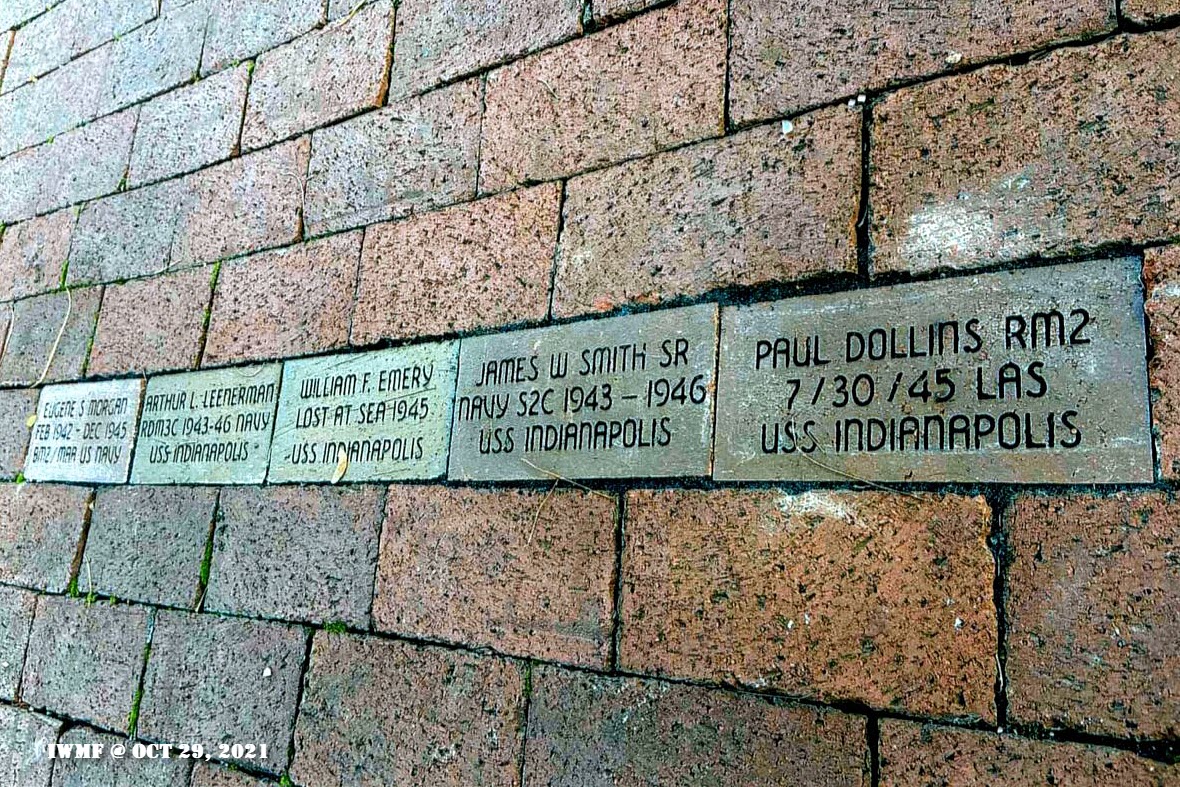 EUGENE S MORGAN
FEB 1942 - DEC 1945
BM2/MAR US NAVY
ARTHUR L. LEENERMAN
RDM3C 1943-46 NAVY
USS INDIANAPOLIS
WILLIAM F. EMERY
LOST AT SEA 1945
USS INDIANAPOLIS
JAMES W SMITH SR
NAVY S2C 1943 - 1946
USS INDIANAPOLIS
PAUL DOLLINS RM2
7/30/45 LAS
USS INDIANAPOLIS
IWMF @ OCT 29, 2021